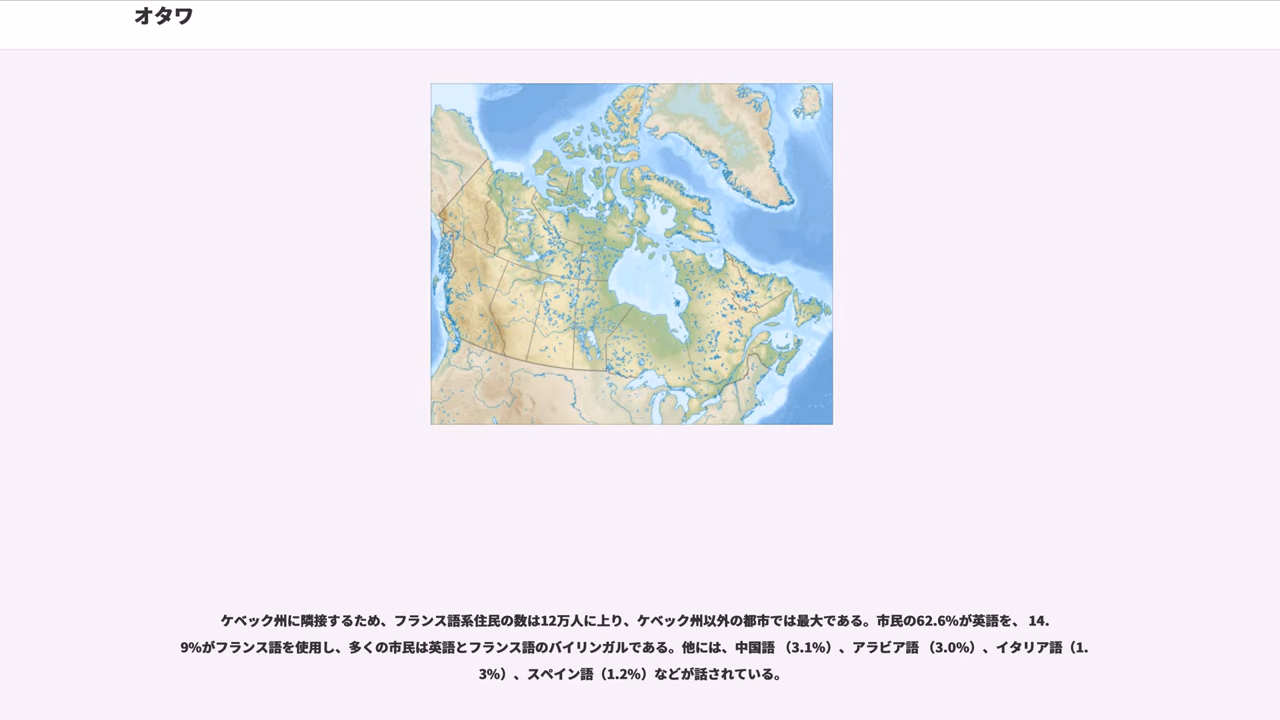 オタワ
ケベック州に隣接するため、フランス語系住民の数は12万人に上り、ケベック州以外の都市では最大である。市民の62.6%が英語を、 14.
9%がフランス語を使用し、多くの市民は英語とフランス語のバイリンガルである。他には、中国語 （3.1%）、アラビア語 （3.0%）、イタリア語（1.
3%）、スペイン語（1.2%）などが話されている。